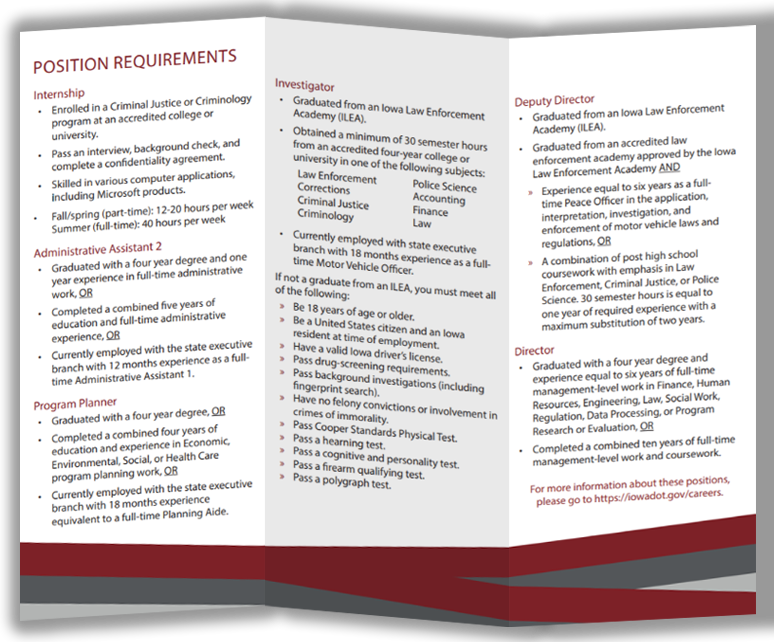 POSITION REQUIREMENTS
Internship
• Enrolled in a Criminal Justice or Criminology
program at an accredited college or
university.
• Pass an interview, background check, and
complete a confidentiality agreement.
• Skilled in various computer applications,
including Microsoft products.
• Fall/spring (part-time): 12-20 hours per week
Summer (full-time): 40 hours per week
Administrative Assistant 2
• Graduated with a four year degree and one
year experience in full-time administrative
work, OR
• Completed a combined five years of
education and full-time administrative
experience, OR
• Currently employed with the state executive
branch with 12 months experience as a full-
time Administrative Assistant 1.
Program Planner
• Graduated with a four year degree, OR
• Completed a combined four years of
education and experience in Economic,
Environmental, Social, or Health Care
program planning work, OR
• Currently employed with the state executive
branch with 18 months experience
equivalent to a full-time Planning Aide.
Investigator
• Graduated from an Iowa Law Enforcement
Academy (ILEA).
• Obtained a minimum of 30 semester hours
from an accredited four-year college or
university in one of the following subjects:
Law Enforcement Police Science
Corrections Accounting
Criminal Justice Finance
Criminology Law
• Currently employed with state executive
branch with 18 months experience as a full-
time Motor Vehicle Officer.
If not a graduate from an ILEA, you must meet all
of the following:
» Be 18 years of age or older.
» Be a United States citizen and an Iowa
resident at time of employment.
» Have a valid Iowa driver's license.
» Pass drug-screening requirements.
» Pass background investigations (including
fingerprint search).
» Have no felony convictions or involvement in
crimes of immorality.
» Pass Cooper Standards Physical Test.
» Pass a hearning test.
» Pass a cognitive and personality test.
» Pass a firearm qualifying test.
» Pass a polygraph test.
Deputy Director
• Graduated from an Iowa Law Enforcement
Academy (ILEA).
• Graduated from an accredited law
enforcement academy approved by the Iowa
Law Enforcement Academy AND
» Experience equal to six years as a full-
time Peace Officer in the application,
interpretation, investigation, and
enforcement of motor vehicle laws and
regulations, OR
» A combination of post high school
coursework with emphasis in Law
Enforcement, Criminal Justice, or Police
Science. 30 semester hours is equal to
one year of required experience with a
maximum substitution of two years.
Director
• Graduated with a four year degree and
experience equal to six years of full-time
management-level work in Finance, Human
Resources, Engineering, Law, Social Work,
Regulation, Data Processing, or Program
Research or Evaluation, OR
• Completed a combined ten years of full-time
management-level work and coursework.
For more information about these positions,
please go to https://iowadot.gov/careers.